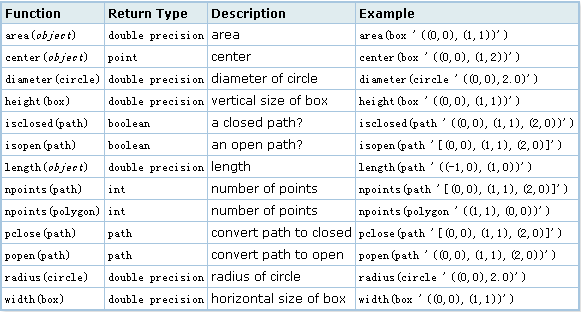 Function Return Type Description Example
area(object) double precision area area(box '((0,0), (1,1))')
center(object) point center center(box '((0,0), (1,2))')
diameter(circle) double precision diameter of circle diameter(circle '((0,0),2.0)')
height(box) double precision vertical size of box height(box '((0,0), (1,1))')
isclosed(path) boolean a closed path? isclosed(path '((0,0), (1,1), (2,0))')
isopen(path) boolean an open path? isopen(path '[(0,0), (1,1), (2,0)]')
length(object) double precision length length(path '((-1,0), (1,0))')
npoints(path) int number of points npoints(path '[(0,0), (1,1), (2,0)]')
npoints(polygon) int number of points npoints(polygon '((1,1), (0,0))')
pclose(path) path convert path to closed pclose(path '[(0,0), (1,1), (2,0)]')
popen(path) path convert path to open popen(path '((0,0), (1,1), (2,0))')
radius(circle) double precision radius of circle radius(circle '((0,0),2.0)')
width(box) double precision horizontal size of box width(box '((0,0), (1,1))')